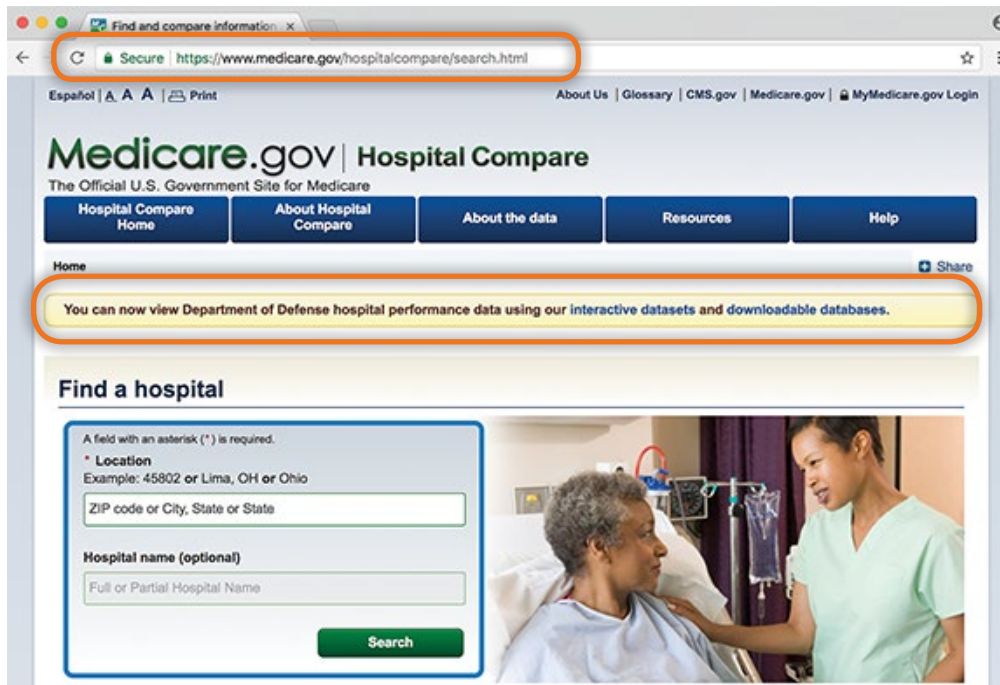 Find and compare information
Secure https://www.medicare.gov/hospitalcompare/search.html
Español | A A A | Print
About Us | Glossary | CMS.gov | Medicare.gov | MyMedicare.gov Login
Medicare.gov | Hospital Compare
The Official U.S. Government Site for Medicare
Hospital Compare Home
About Hospital Compare
About the data
Resources
Help
Home
Share
You can now view Department of Defense hospital performance data using our interactive datasets and downloadable databases.
Find a hospital
A field with an asterisk (*) is required.
* Location
Example: 45802 or Lima, OH or Ohio
ZIP code or City, State or State
Hospital name (optional)
Full or Partial Hospital Name
Search